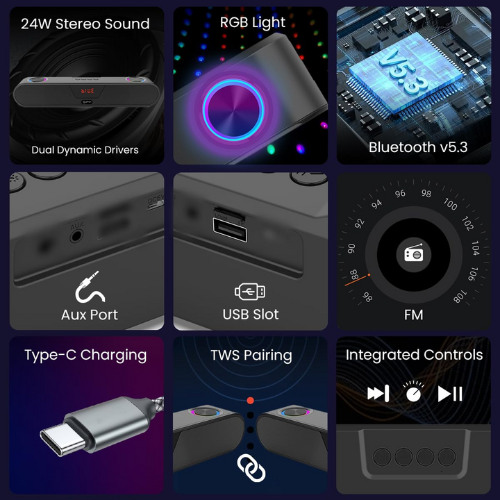 24W Stereo Sound
Dual Dynamic Drivers
RGB Light
V5.3
Bluetooth v5.3
Aux Port
USB Slot
86 88 90 92 94 96 98 100 102 104 106 108
FM
Type-C Charging
TWS Pairing
Integrated Controls